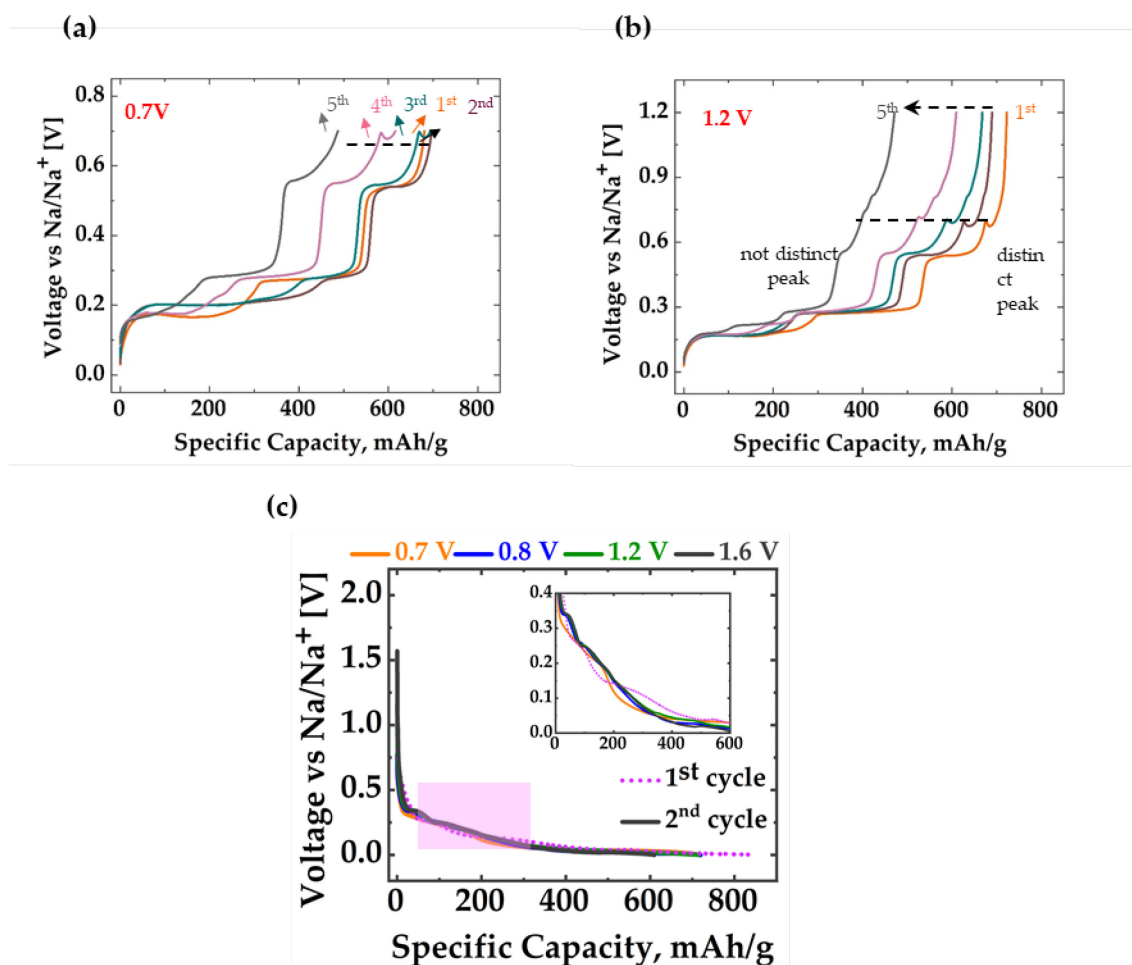 (a)
0.7V
5th 4th 3rd 1st 2nd
0.8
0.6
0.4
0.2
0.0
Voltage vs Na/Na+ [V]
0 200 400 600 800
Specific Capacity, mAh/g
(b)
1.2 V
5th 1st
1.2
0.9
0.6
0.3
0.0
Voltage vs Na/Na+ [V]
not distinct
peak
distin
ct
peak
0 200 400 600 800
Specific Capacity, mAh/g
(c)
0.7 V 0.8 V 1.2 V 1.6 V
2.0
1.5
1.0
0.5
0.0
Voltage vs Na/Na+ [V]
0.4
0.3
0.2
0.1
0.0
0 200 400 600
1st cycle
2nd cycle
0 200 400 600 800
Specific Capacity, mAh/g